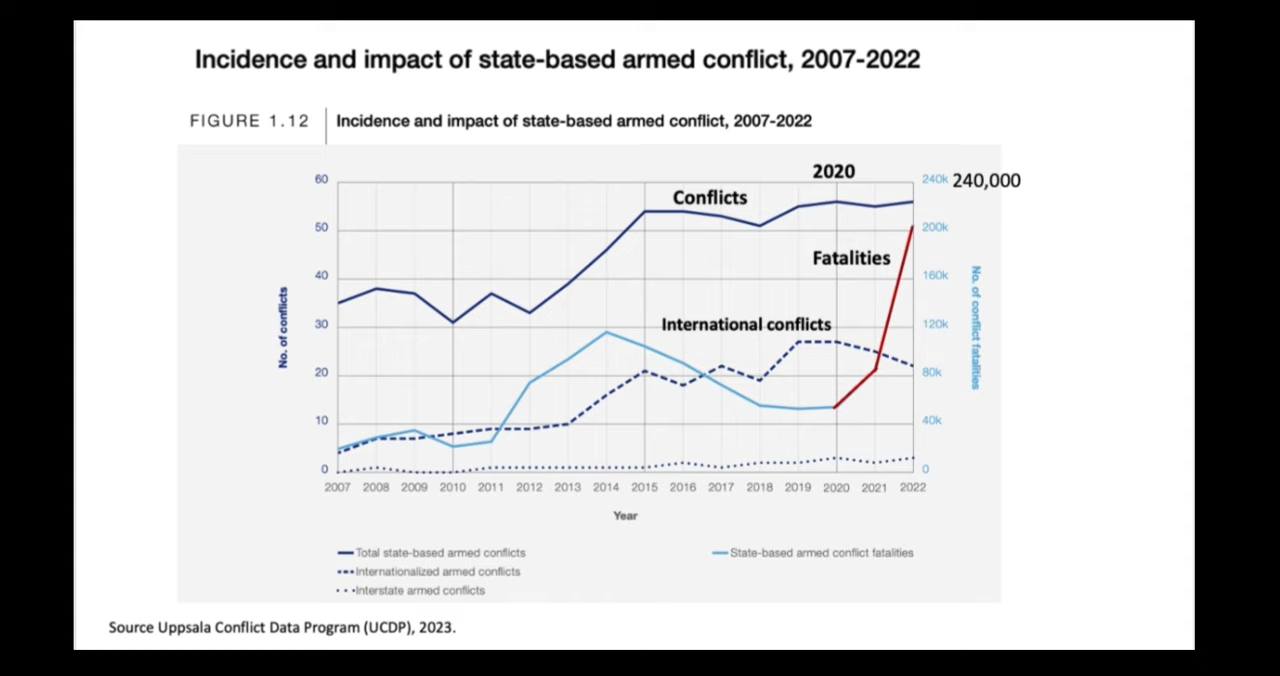 Incidence and impact of state-based armed conflict, 2007-2022
FIGURE 1.12
Incidence and impact of state-based armed conflict, 2007-2022
2020
60
240k
240,000
Conflicts
50
200k
Fatalities
40
160k
No. of conflicts
No. of conflict fatalities
30
International conflicts
120k
20
80k
10
40k
0
0
2007 2008 2009 2010 2011 2012 2013 2014 2015 2016 2017 2018 2019 2020 2021 2022
Year
Total state-based armed conflicts
State-based armed conflict fatalities
Internationalized armed conflicts
Interstate armed conflicts
Source Uppsala Conflict Data Program (UCDP), 2023.